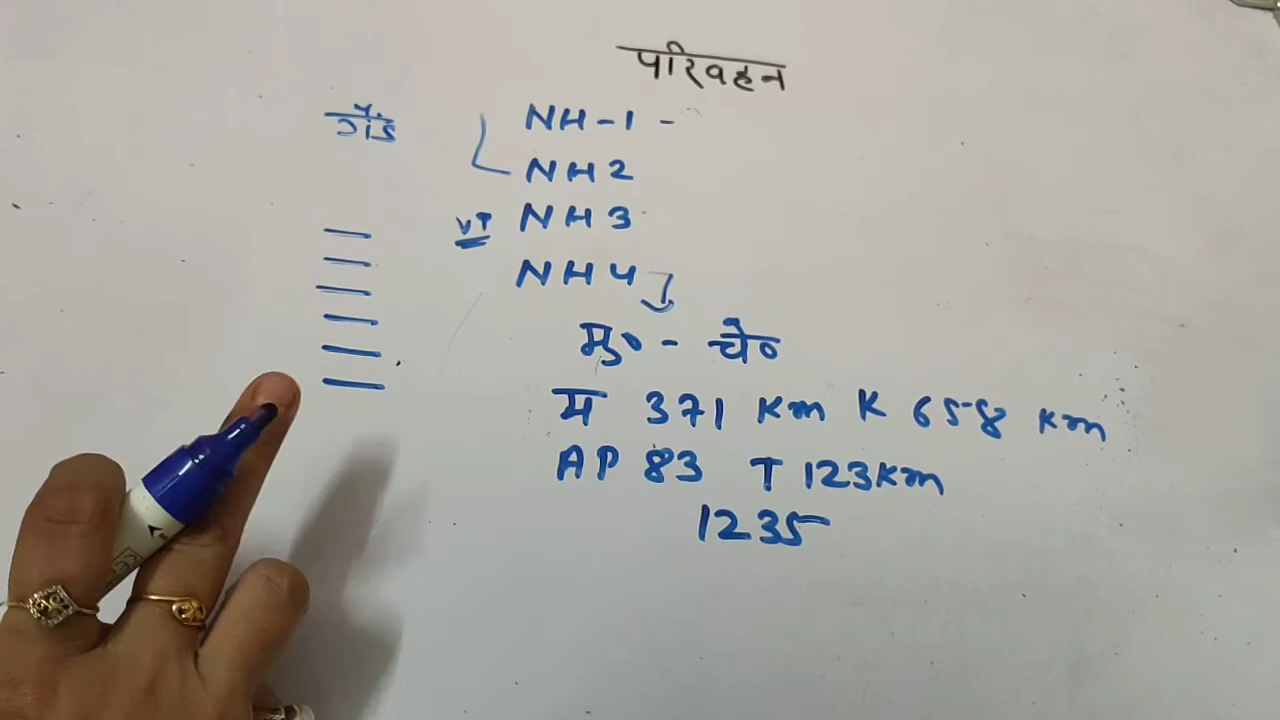 परिवहन
NH-1 -
NH2
NH3
NH4
मु० - चे०
म 371 Km K 658 Km
AP 83 T 123Km
1235